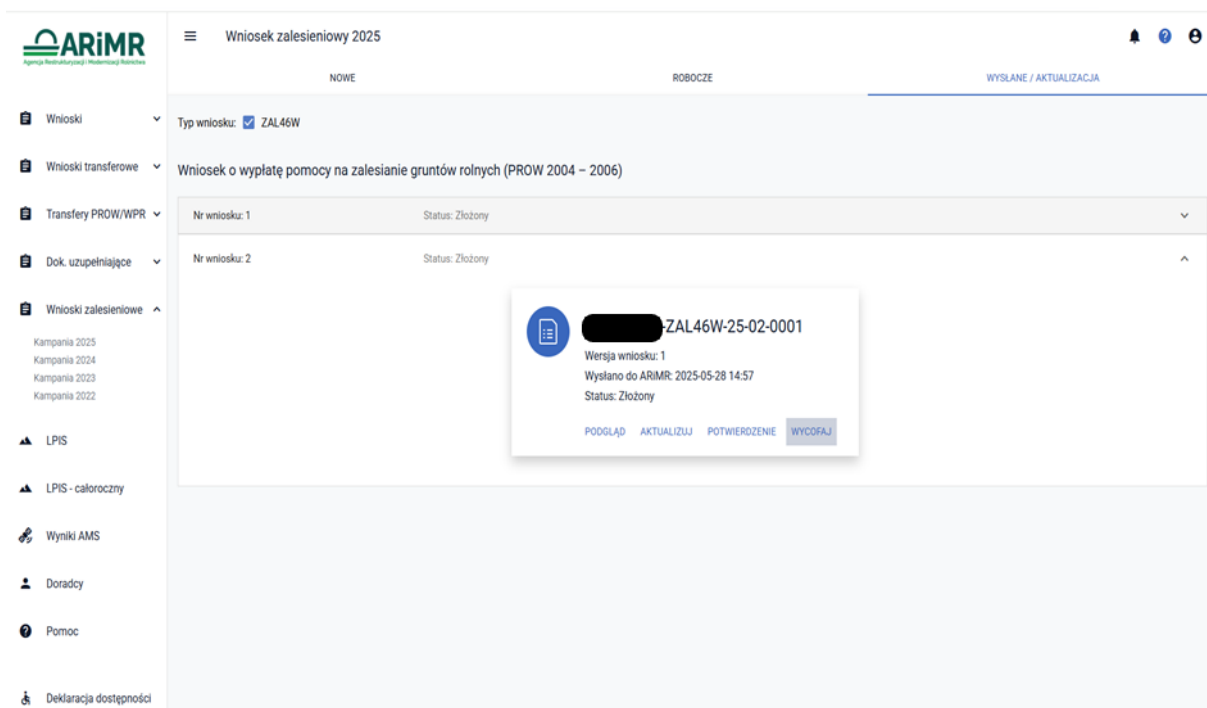 ARiMR
Agencja Restrukturyzacji i Modernizacji Rolnictwa
Wniosek zalesieniowy 2025
NOWE
ROBOCZE
WYSŁANE / AKTUALIZACJA
Wnioski
Wnioski transferowe
Transfery PROW/WPR
Dok. uzupełniające
Wnioski zalesieniowe
Kampania 2025
Kampania 2024
Kampania 2023
Kampania 2022
LPIS
LPIS - całoroczny
Wyniki AMS
Doradcy
Pomoc
Deklaracja dostępności
Typ wniosku: ZAL46W
Wniosek o wypłatę pomocy na zalesianie gruntów rolnych (PROW 2004 – 2006)
Nr wniosku: 1 Status: Złożony
Nr wniosku: 2 Status: Złożony
-ZAL46W-25-02-0001
Wersja wniosku: 1
Wysłano do ARiMR: 2025-05-28 14:57
Status: Złożony
PODGLĄD AKTUALIZUJ POTWIERDZENIE WYCOFAJ